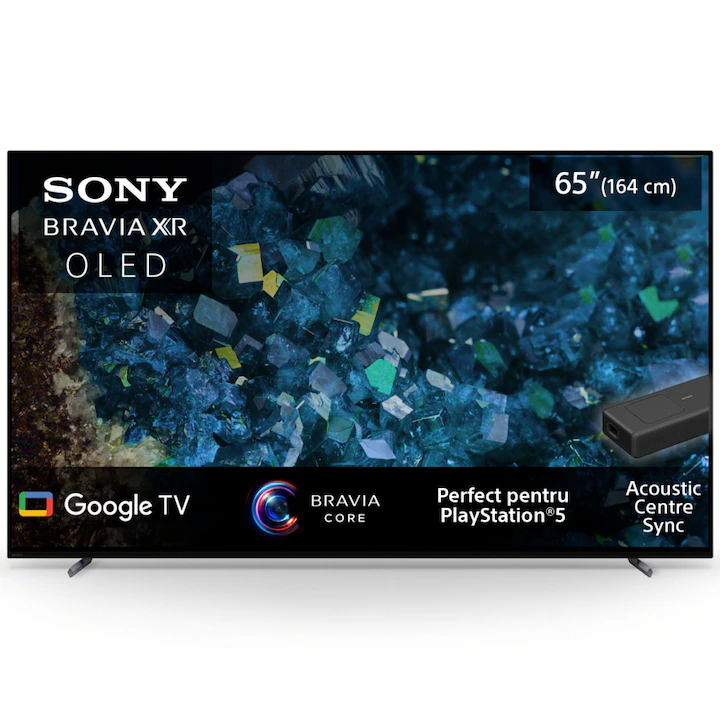 SONY
BRAVIA XR
OLED
65" (164 cm)
Google TV
BRAVIA
CORE
Perfect pentru
PlayStation®5
Acoustic
Centre
Sync